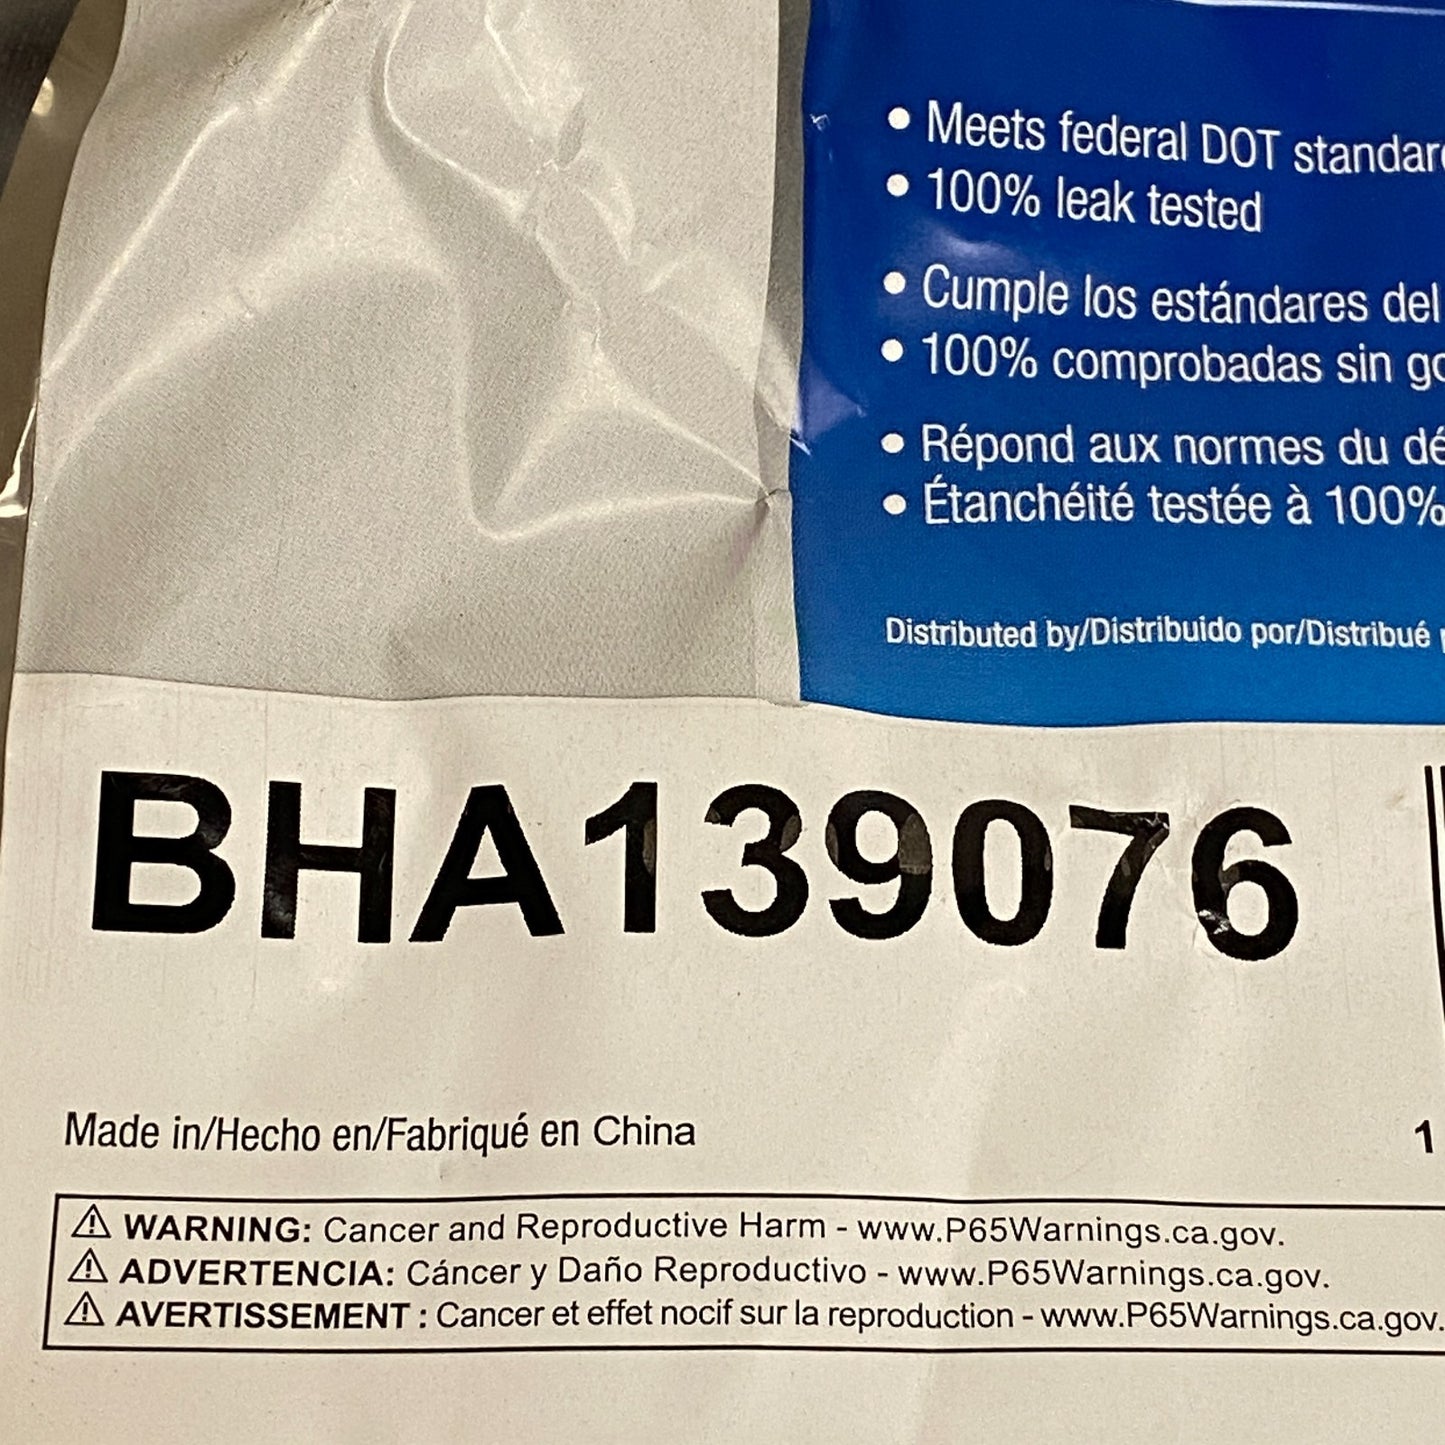 • Meets federal DOT
• 100% leak tested
• Cumple los estándares del
• 100% comprobadas sin
• Répond aux normes du
• Étanchéité testée à 100%
Distributed by/Distribuido por/Distribué
BHA139076
Made in/Hecho en/Fabriqué en China
1
⚠ WARNING: Cancer and Reproductive Harm - www.P65Warnings.ca.gov.
⚠ ADVERTENCIA: Cáncer y Daño Reproductivo - www.P65Warnings.ca.gov.
⚠ AVERTISSEMENT : Cancer et effet nocif sur la reproduction - www.P65Warnings.ca.gov.